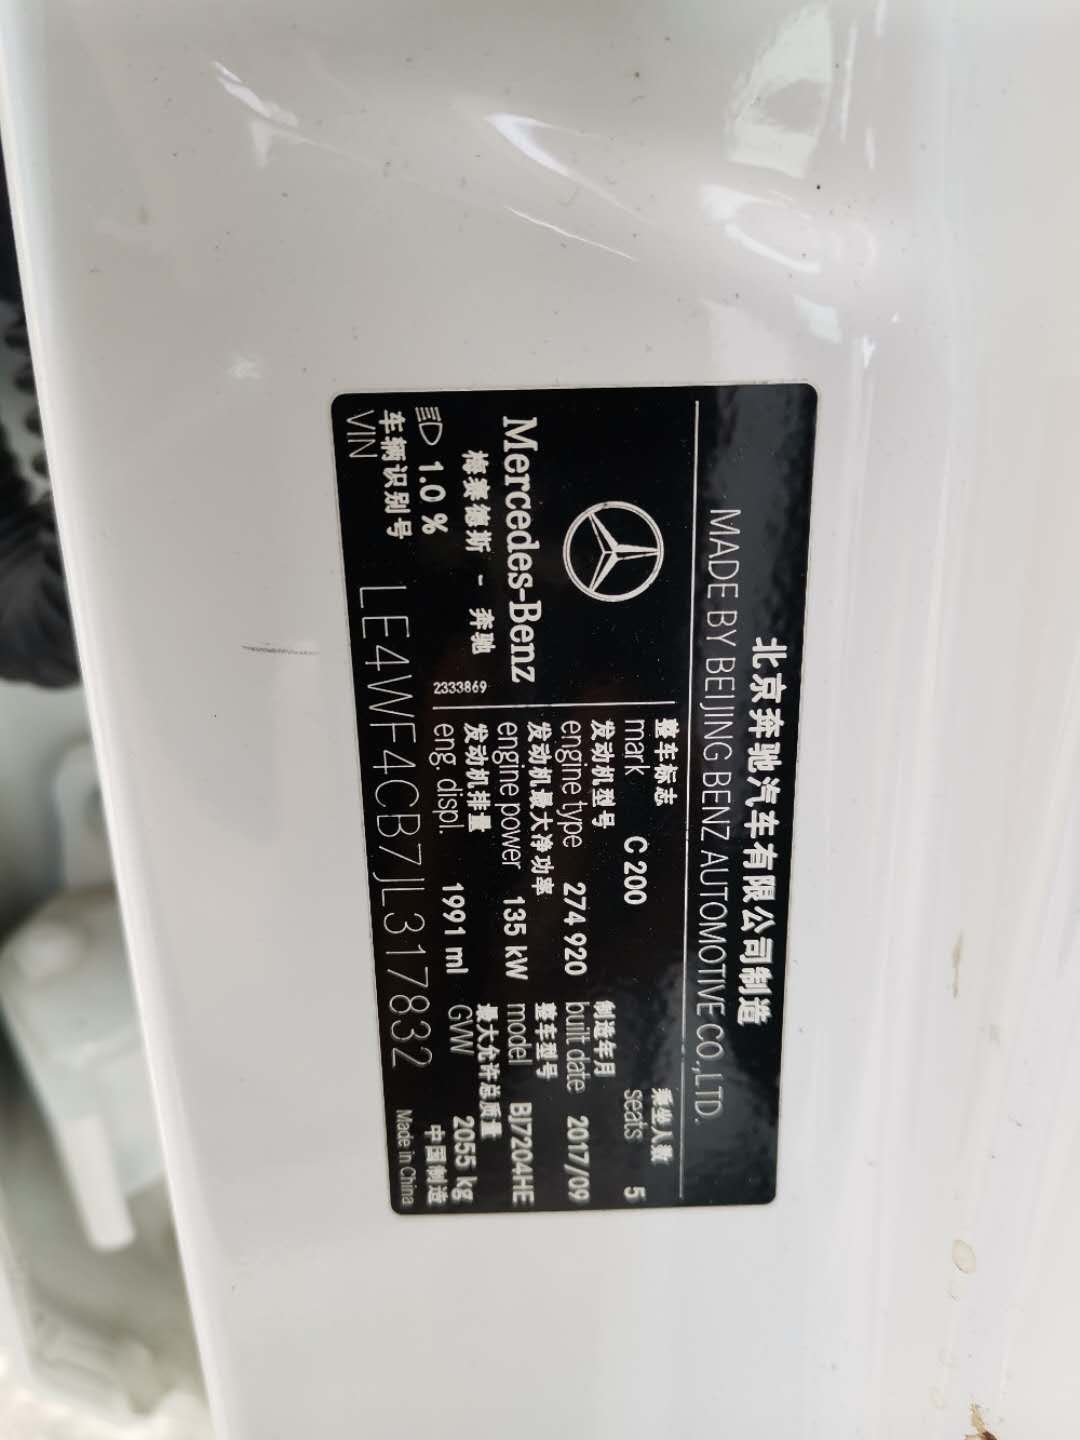 北京奔驰汽车有限公司制造
MADE BY BEIJING BENZ AUTOMOTIVE CO.,LTD.
整车标志
mark C 200
乘坐人数
seats 5
发动机型号
engine type 274 920
制造年月
built date 2017/09
发动机最大净功率
engine power 135 kW
整车型号
model BJ7204HE
发动机排量
eng. displ. 1991 ml
最大允许总质量
GVW 2055 kg
Mercedes-Benz
梅赛德斯 - 奔驰
2333869
1.0 %
中国制造
Made in China
车辆识别号
VIN LE4WF4CB7JL317832